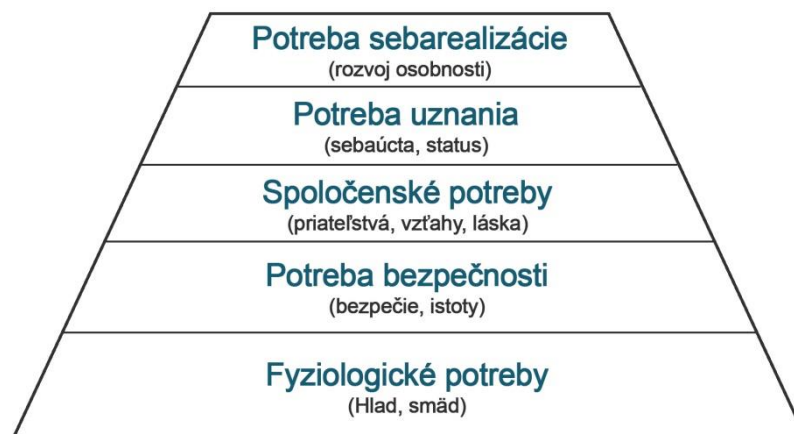 Potreba sebarealizácie
(rozvoj osobnosti)
Potreba uznania
(sebaúcta, status)
Spoločenské potreby
(priateľstvá, vzťahy, láska)
Potreba bezpečnosti
(bezpečie, istoty)
Fyziologické potreby
(Hlad, smäd)